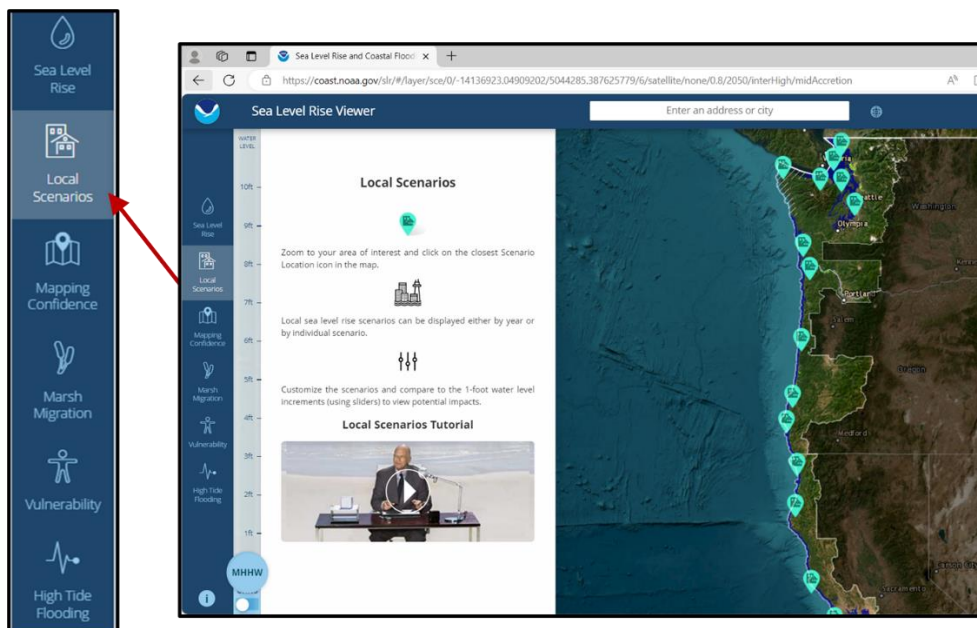 Sea Level
Rise
Local
Scenarios
Mapping
Confidence
Marsh
Migration
Vulnerability
High Tide
Flooding
Sea Level Rise and Coastal Flood
https://coast.noaa.gov/slr/#/layer/sce/0/-14136923.04909202/5044285.387625779/6/satellite/none/0.8/2050/interHigh/midAccretion
Sea Level Rise Viewer
Enter an address or city
WATER
LEVEL
10ft
9ft
8ft
7ft
6ft
5ft
4ft
3ft
2ft
1ft
MHHW
Sea Level
Rise
Local
Scenarios
Mapping
Confidence
Marsh
Migration
Vulnerability
High Tide
Flooding
Local Scenarios
Zoom to your area of interest and click on the closest Scenario
Location icon in the map.
Local sea level rise scenarios can be displayed either by year or
by individual scenario.
Customize the scenarios and compare to the 1-foot water level
increments (using sliders) to view potential impacts.
Local Scenarios Tutorial
Washington
Olympia
Portland
Salem
Oregon
Medford
Sacramento